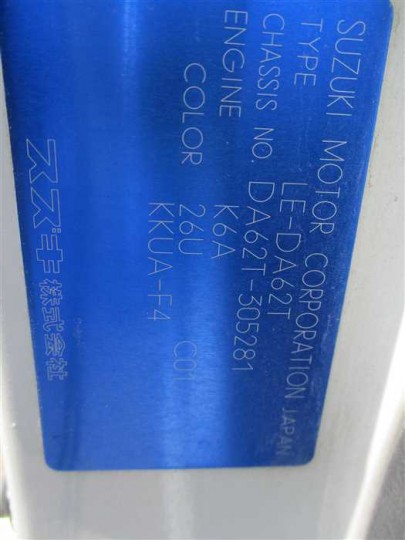 SUZUKI MOTOR CORPORATION JAPAN
TYPE LE-DA62T
CHASSIS NO. DA62T-305281
ENGINE K6A
COLOR 26U C01
KKUA-F4
スズキ株式会社